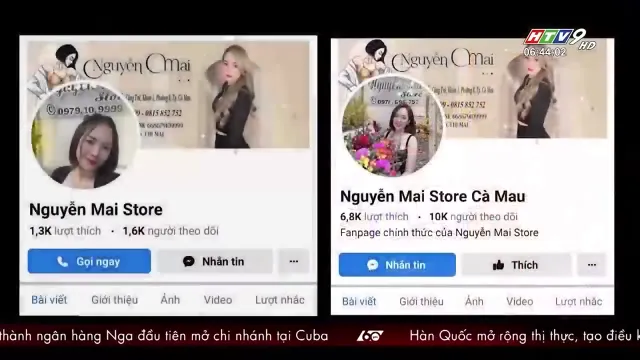 HTV9 HD
06:44:02
Nguyễn Mai
Store
0979.10.9999
0815 852 752
Nguyễn Mai Store
1,3K lượt thích • 1,6K người theo dõi
Gọi ngay
Nhắn tin
Bài viết Giới thiệu Ảnh Video Lượt nhắc
Nguyễn Mai
Store
- 0815 852 752
Nguyễn Mai Store Cà Mau
6,8K lượt thích • 10K người theo dõi
Fanpage chính thức của Nguyễn Mai Store
Nhắn tin
Thích
Bài viết Giới thiệu Ảnh Video Lượt nhắc
thành ngân hàng Nga đầu tiên mở chi nhánh tại Cuba
Hàn Quốc mở rộng thị thực, tạo điều k